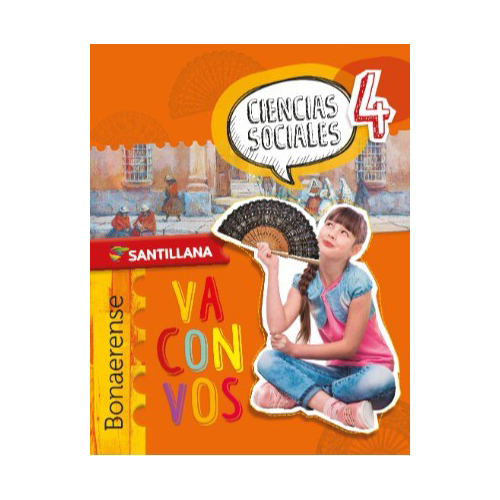 CIENCIAS
SOCIALES
4
SANTILLANA
VA
CON
VOS
Bonaerense